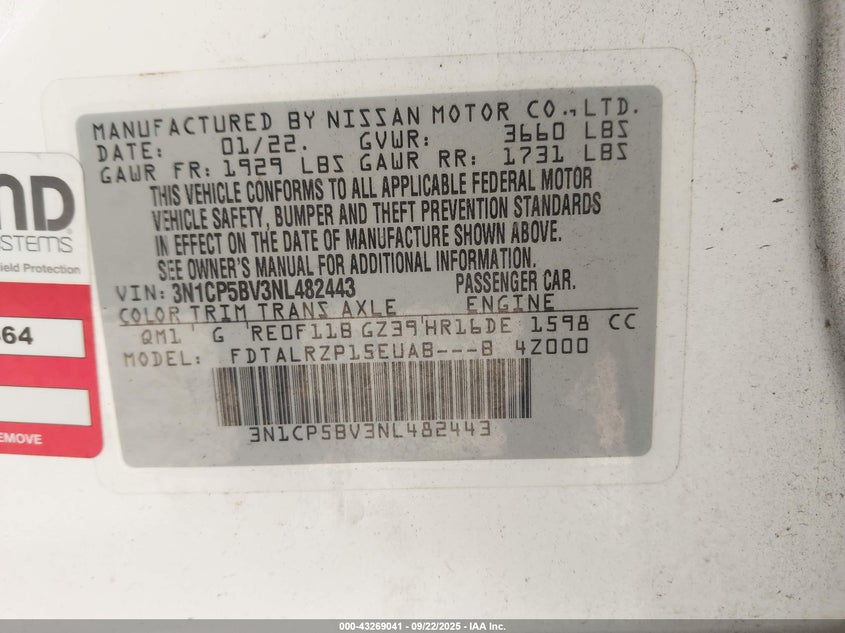 MANUFACTURED BY NISSAN MOTOR CO., LTD.
DATE: 01/22. GVWR: 3660 LBS
GAWR FR: 1929 LBS GAWR RR: 1731 LBS
THIS VEHICLE CONFORMS TO ALL APPLICABLE FEDERAL MOTOR
VEHICLE SAFETY, BUMPER AND THEFT PREVENTION STANDARDS
IN EFFECT ON THE DATE OF MANUFACTURE SHOWN ABOVE.
SEE OWNER'S MANUAL FOR ADDITIONAL INFORMATION.
VIN: 3N1CP5BV3NL482443 PASSENGER CAR.
COLOR TRIM TRANS AXLE ENGINE
QM1 G RE0F11B GZ39 HR16DE 1598 CC
MODEL: FDTALRZP15EUAB---B 4Z000
3N1CP5BV3NL482443
ND
STEMS
ield Protection
64
EMOVE
000-43269041 - 09/22/2025 - IAA Inc.